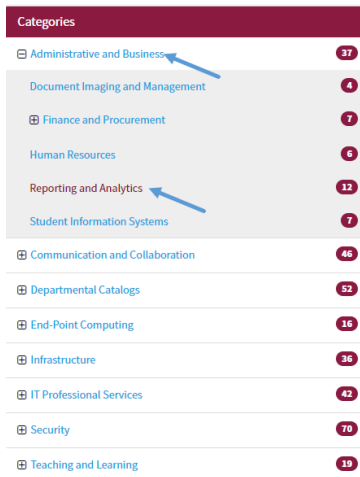 Categories
Administrative and Business 37
Document Imaging and Management 4
Finance and Procurement 7
Human Resources 6
Reporting and Analytics 12
Student Information Systems 7
Communication and Collaboration 46
Departmental Catalogs 52
End-Point Computing 16
Infrastructure 36
IT Professional Services 42
Security 70
Teaching and Learning 19